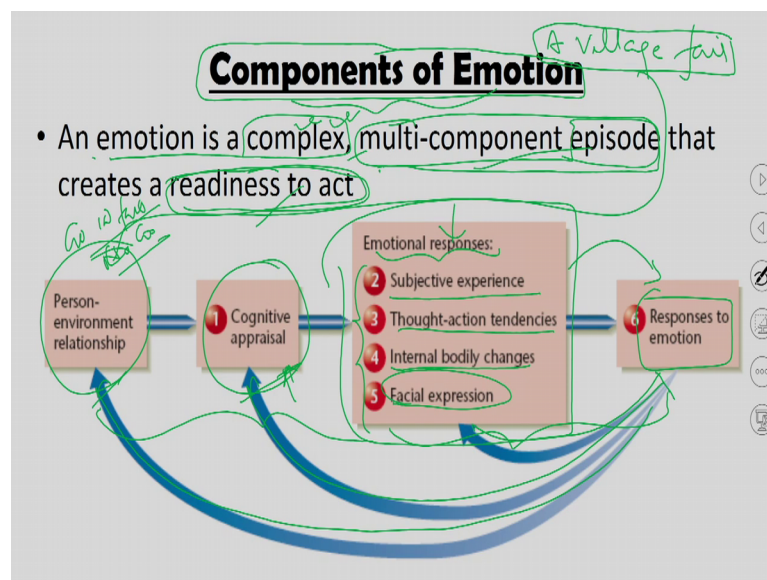 A village fair
Components of Emotion
• An emotion is a complex, multi-component episode that
creates a readiness to act
Go
Go
Person-
environment
relationship
1 Cognitive
appraisal
Emotional responses:
2 Subjective experience
3 Thought-action tendencies
4 Internal bodily changes
5 Facial expression
6 Responses to
emotion